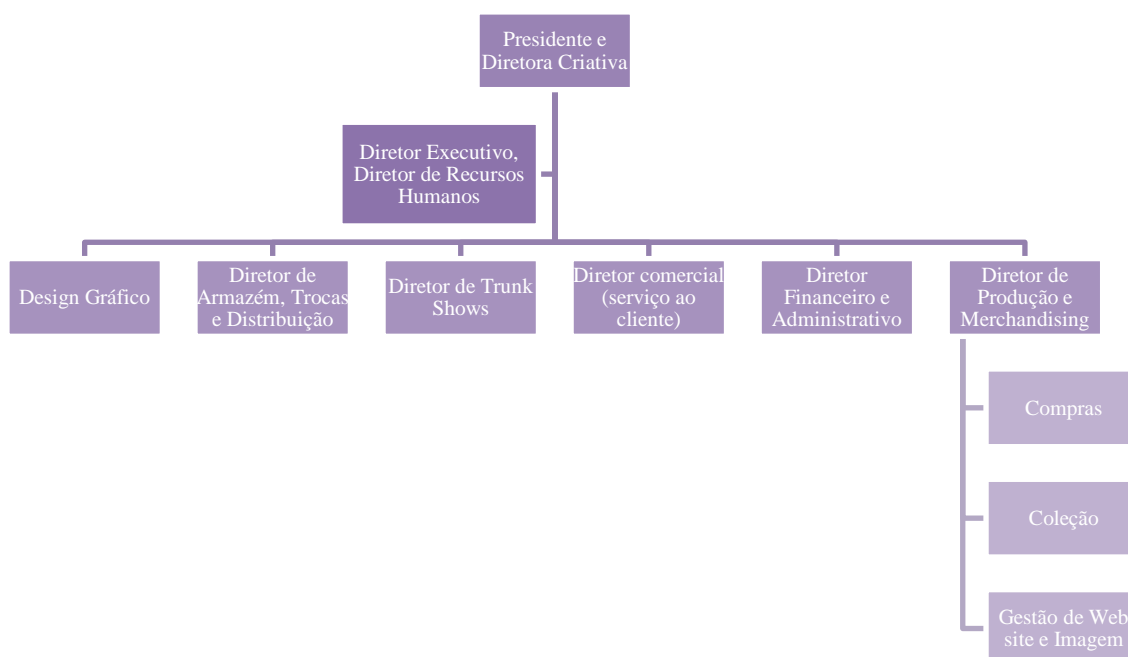 Presidente e
Diretora Criativa
Diretor Executivo,
Diretor de Recursos
Humanos
Design Gráfico
Diretor de
Armazém, Trocas
e Distribuição
Diretor de Trunk
Shows
Diretor comercial
(serviço ao
cliente)
Diretor
Financeiro e
Administrativo
Diretor de
Produção e
Merchandising
Compras
Coleção
Gestão de Web
site e Imagem